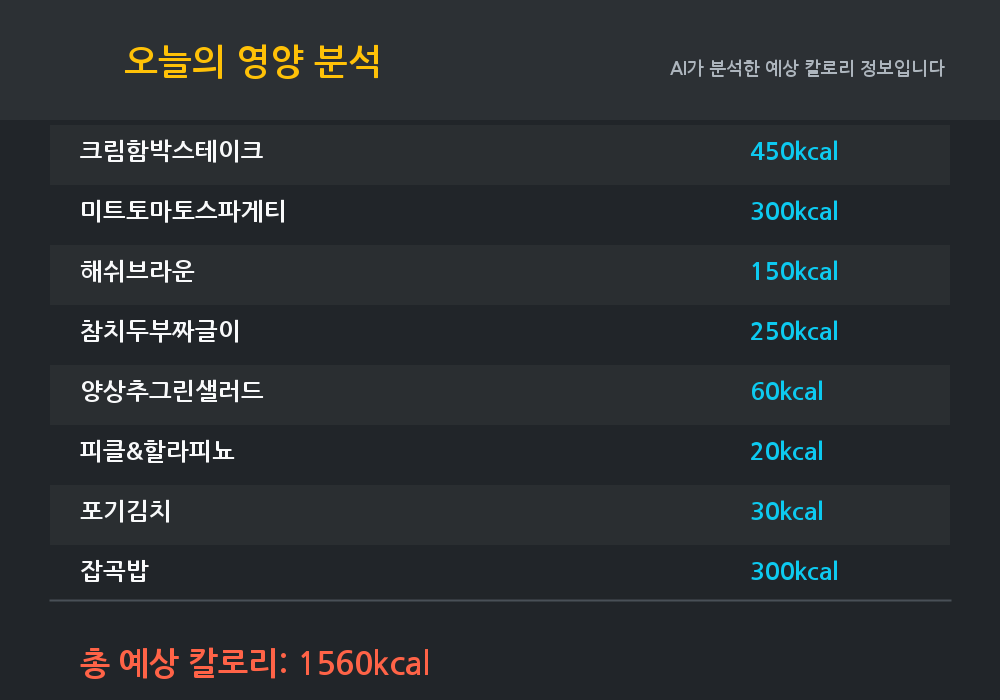 오늘의 영양 분석
AI가 분석한 예상 칼로리 정보입니다
크림함박스테이크 450kcal
미트토마토스파게티 300kcal
해쉬브라운 150kcal
참치두부짜글이 250kcal
양상추그린샐러드 60kcal
피클&할라피뇨 20kcal
포기김치 30kcal
잡곡밥 300kcal
총 예상 칼로리: 1560kcal